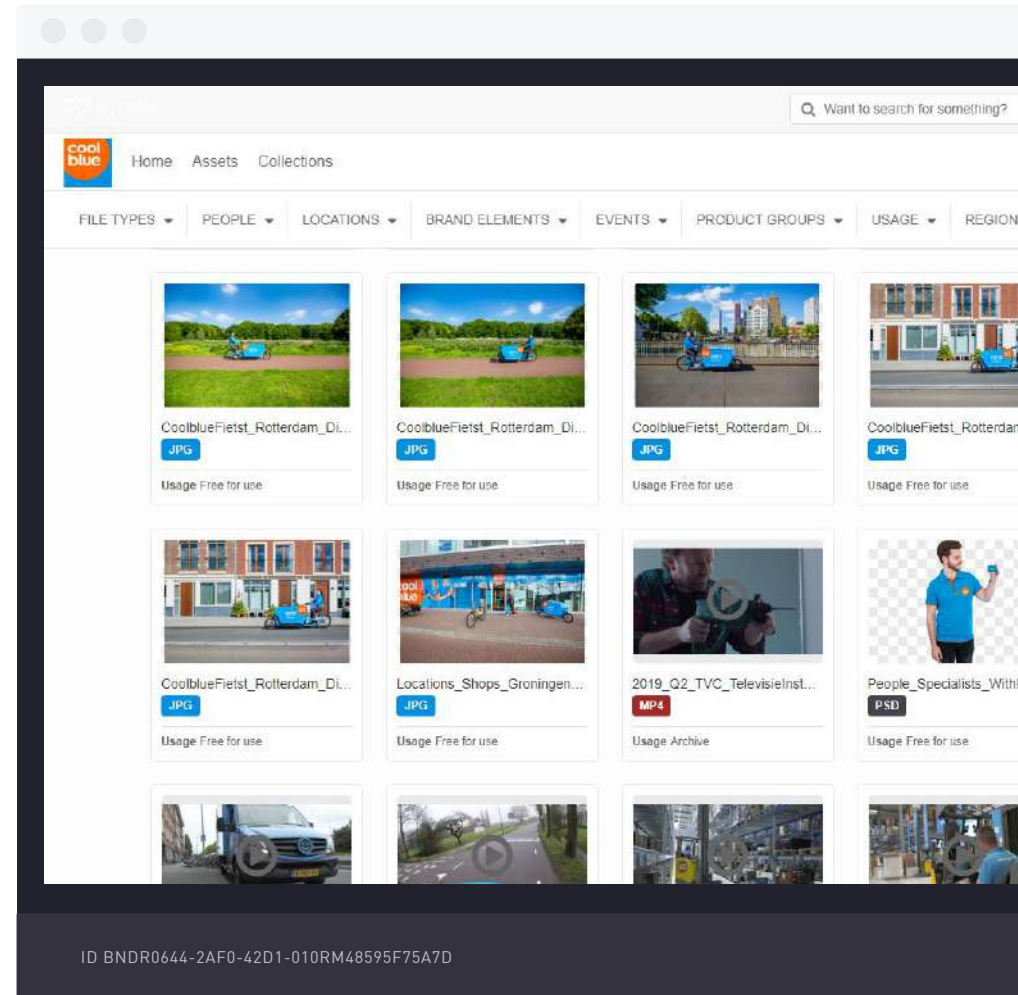 Want to search for something?
cool
blue
Home Assets Collections
FILE TYPES PEOPLE LOCATIONS BRAND ELEMENTS EVENTS PRODUCT GROUPS USAGE REGION
CoolblueFietst_Rotterdam_Di... CoolblueFietst_Rotterdam_Di... CoolblueFietst_Rotterdam_Di... CoolblueFietst_Rotterdam
JPG JPG JPG JPG
Usage Free for use Usage Free for use Usage Free for use Usage Free for use
cool
blue
CoolblueFietst_Rotterdam_Di... Locations_Shops_Groningen... 2019_Q2_TVC_TelevisieInst... People_Specialists_With
JPG JPG MP4 PSD
Usage Free for use Usage Free for use Usage Archive Usage Free for use
ID BNDR0644-2AF0-42D1-010RM48595F75A7D